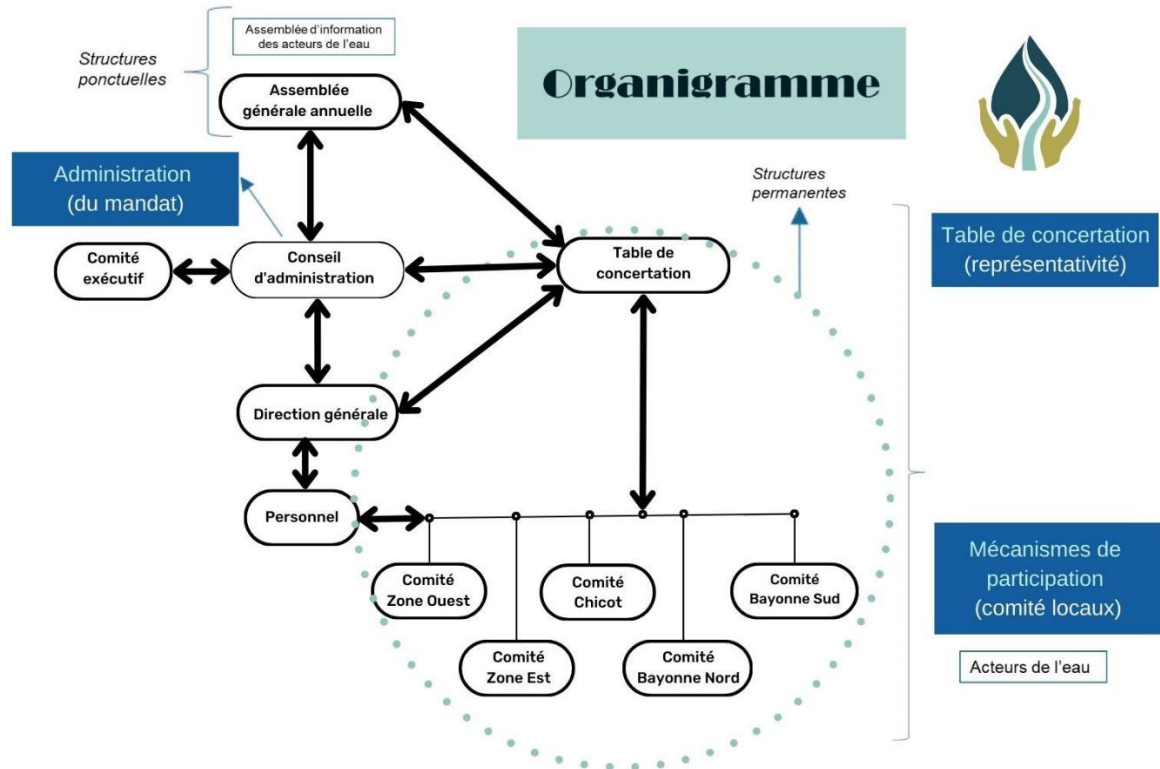 Assemblée d'information
des acteurs de l'eau
Structures
ponctuelles
Assemblée
générale annuelle
Organigramme
Administration
(du mandat)
Structures
permanentes
Comité
exécutif
Conseil
d'administration
Table de
concertation
Table de concertation
(représentativité)
Direction générale
Personnel
Comité
Zone Ouest
Comité
Chicot
Comité
Bayonne Sud
Comité
Zone Est
Comité
Bayonne Nord
Mécanismes de
participation
(comité locaux)
Acteurs de l'eau